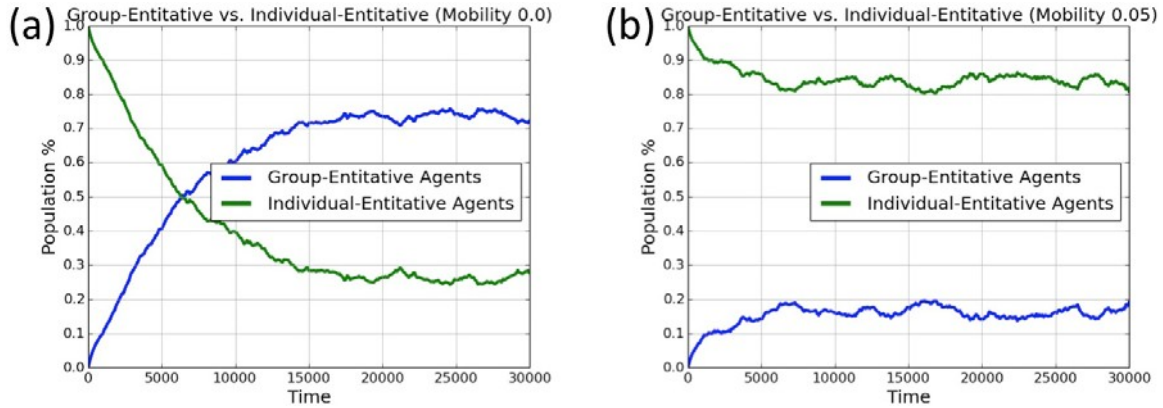 (a)
Group-Entitative vs. Individual-Entitative (Mobility 0.0)
1.0
0.9
0.8
0.7
0.6
0.5
0.4
0.3
0.2
0.1
0.0
Population %
Group-Entitative Agents
Individual-Entitative Agents
0 5000 10000 15000 20000 25000 30000
Time
(b)
Group-Entitative vs. Individual-Entitative (Mobility 0.05)
1.0
0.9
0.8
0.7
0.6
0.5
0.4
0.3
0.2
0.1
0.0
Population %
Group-Entitative Agents
Individual-Entitative Agents
0 5000 10000 15000 20000 25000 30000
Time